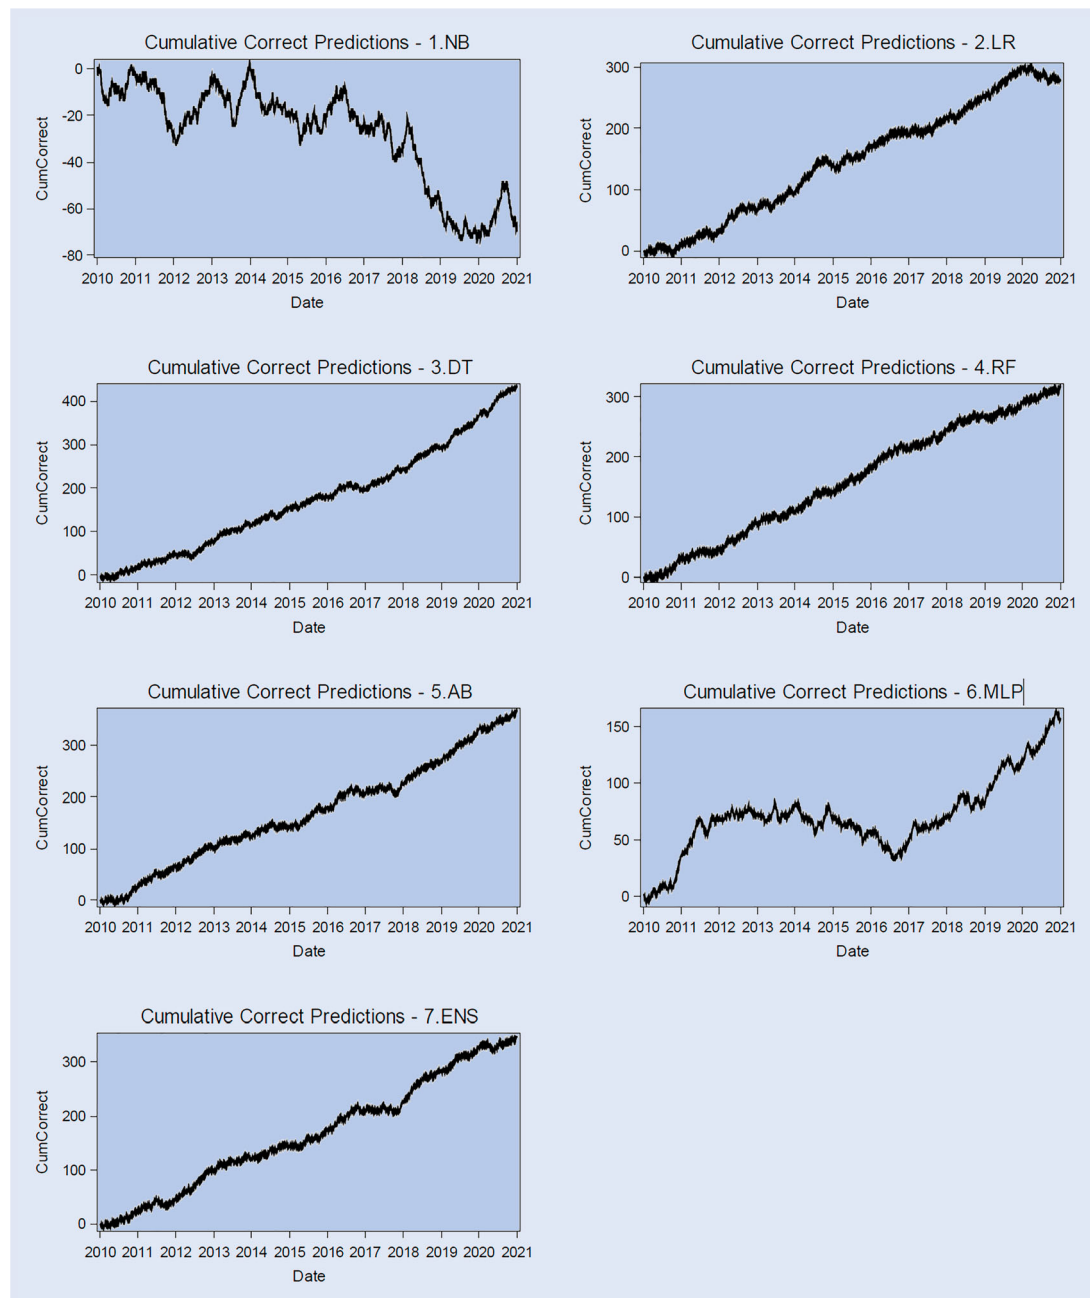 Cumulative Correct Predictions - 1.NB
CumCorrect
0
-20
-40
-60
-80
2010 2011 2012 2013 2014 2015 2016 2017 2018 2019 2020 2021
Date
Cumulative Correct Predictions - 2.LR
CumCorrect
300
200
100
0
2010 2011 2012 2013 2014 2015 2016 2017 2018 2019 2020 2021
Date
Cumulative Correct Predictions - 3.DT
CumCorrect
400
300
200
100
0
2010 2011 2012 2013 2014 2015 2016 2017 2018 2019 2020 2021
Date
Cumulative Correct Predictions - 4.RF
CumCorrect
300
200
100
0
2010 2011 2012 2013 2014 2015 2016 2017 2018 2019 2020 2021
Date
Cumulative Correct Predictions - 5.AB
CumCorrect
300
200
100
0
2010 2011 2012 2013 2014 2015 2016 2017 2018 2019 2020 2021
Date
Cumulative Correct Predictions - 6.MLP
CumCorrect
150
100
50
0
2010 2011 2012 2013 2014 2015 2016 2017 2018 2019 2020 2021
Date
Cumulative Correct Predictions - 7.ENS
CumCorrect
300
200
100
0
2010 2011 2012 2013 2014 2015 2016 2017 2018 2019 2020 2021
Date